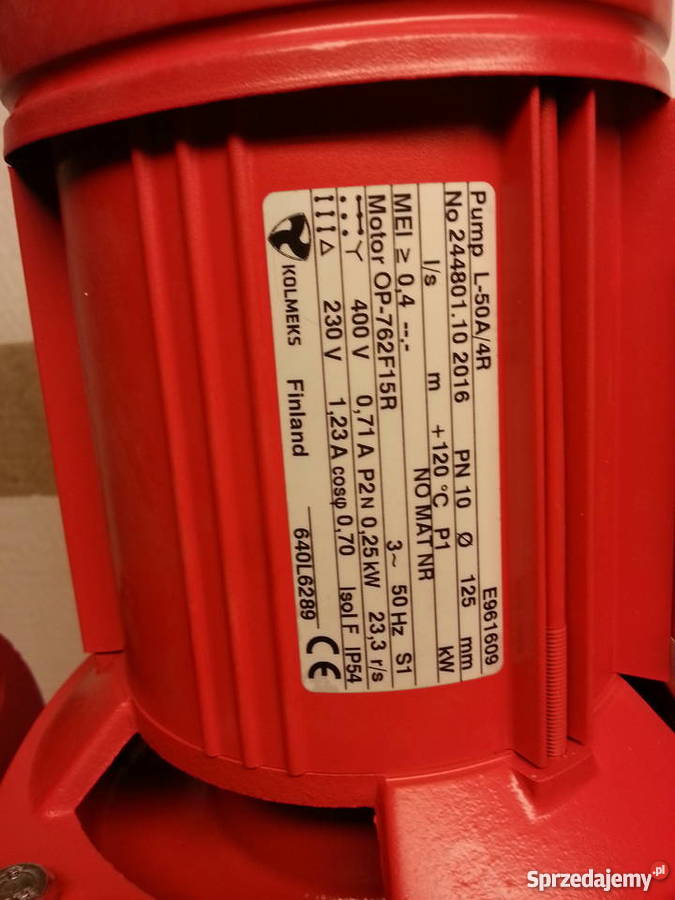 Pump L-50A/4R E961609
No 244801.10 2016 PN 10 Ø 125 mm
l/s m +120 °C P1 kW
MEI ≥ 0,4 --,- NO MAT NR
Motor OP-762F15R 3~ 50 Hz S1
400 V 0,71 A P2N 0,25 kW 23,3 r/s
230 V 1,23 A cosφ 0,70 Isol F IP54
KOLMEKS Finland 640L6289 CE
Sprzedajemy.pl